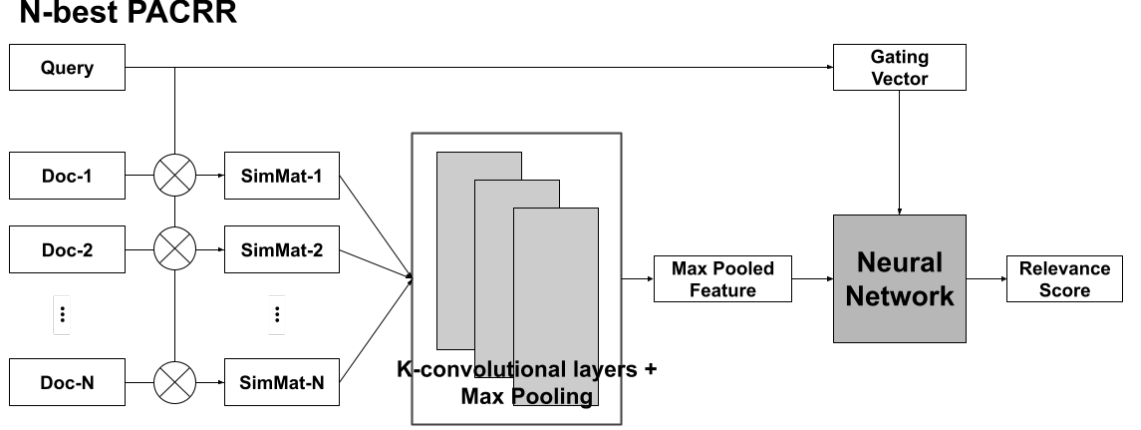 N-best PACRR
Query
Gating
Vector
Doc-1
SimMat-1
Doc-2
SimMat-2
Max Pooled
Feature
Neural
Network
Relevance
Score
Doc-N
SimMat-N
K-convolutional layers +
Max Pooling